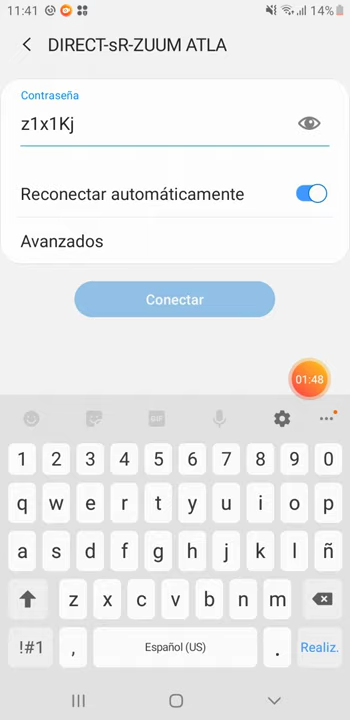 11:41 14%
DIRECT-sR-ZUUM ATLA
Contraseña
z1x1Kj
Reconectar automáticamente
Avanzados
Conectar
01:48
GIF
1 2 3 4 5 6 7 8 9 0
q w e r t y u i o p
a s d f g h j k l ñ
z x c v b n m
!#1 , Español (US) . Realiz.